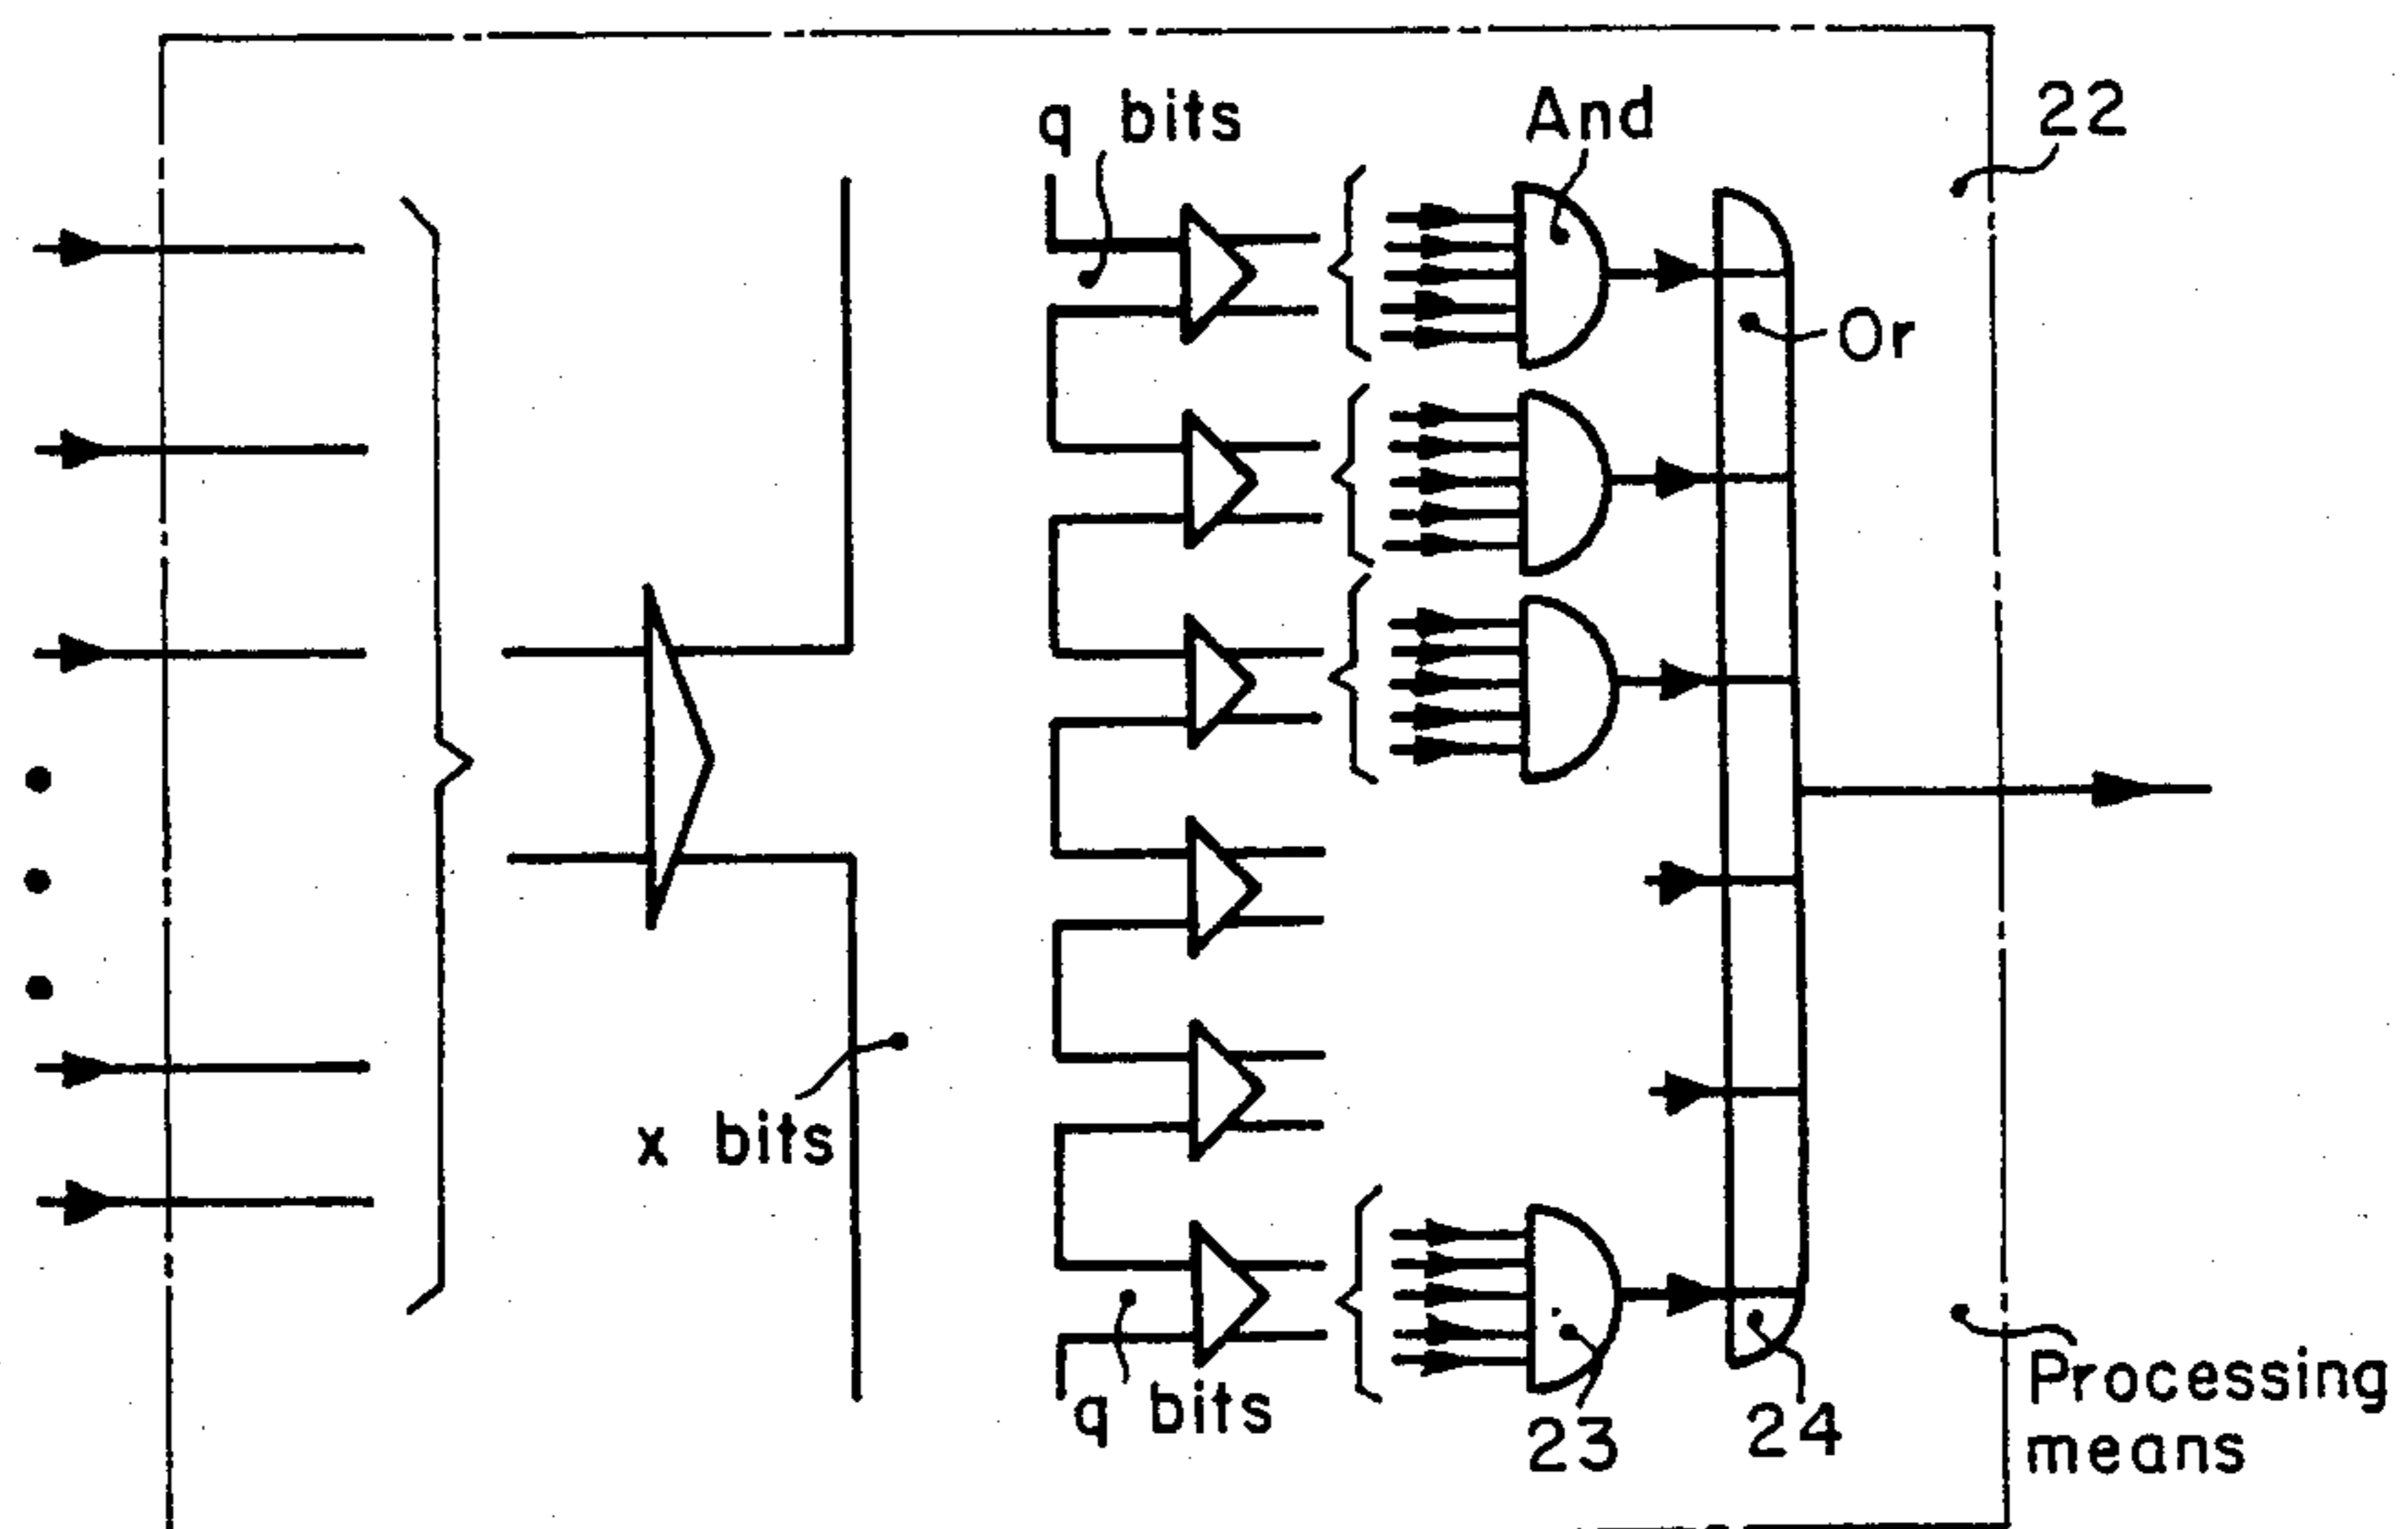 q bits
And
22
Or
x bits
q bits
23
24
Processing
means